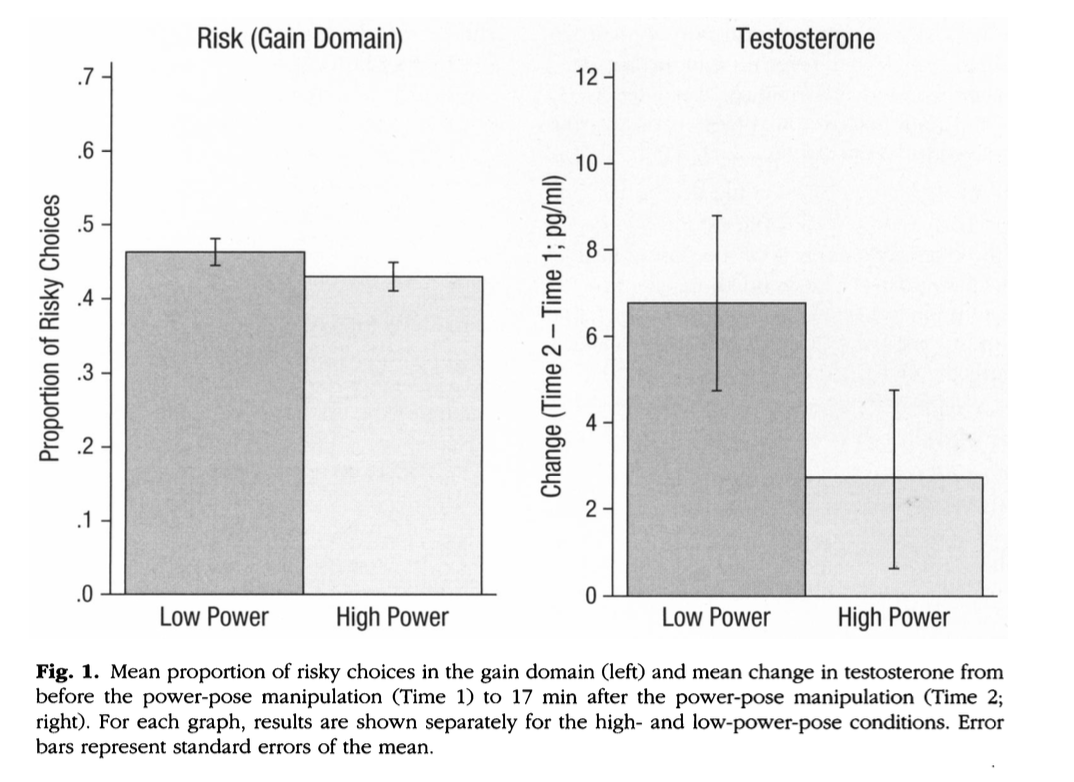 Risk (Gain Domain)
Proportion of Risky Choices
.7
.6
.5
.4
.3
.2
.1
.0
Low Power
High Power
Testosterone
Change (Time 2 – Time 1; pg/ml)
12
10
8
6
4
2
0
Low Power
High Power
Fig. 1. Mean proportion of risky choices in the gain domain (left) and mean change in testosterone from
before the power-pose manipulation (Time 1) to 17 min after the power-pose manipulation (Time 2;
right). For each graph, results are shown separately for the high- and low-power-pose conditions. Error
bars represent standard errors of the mean.